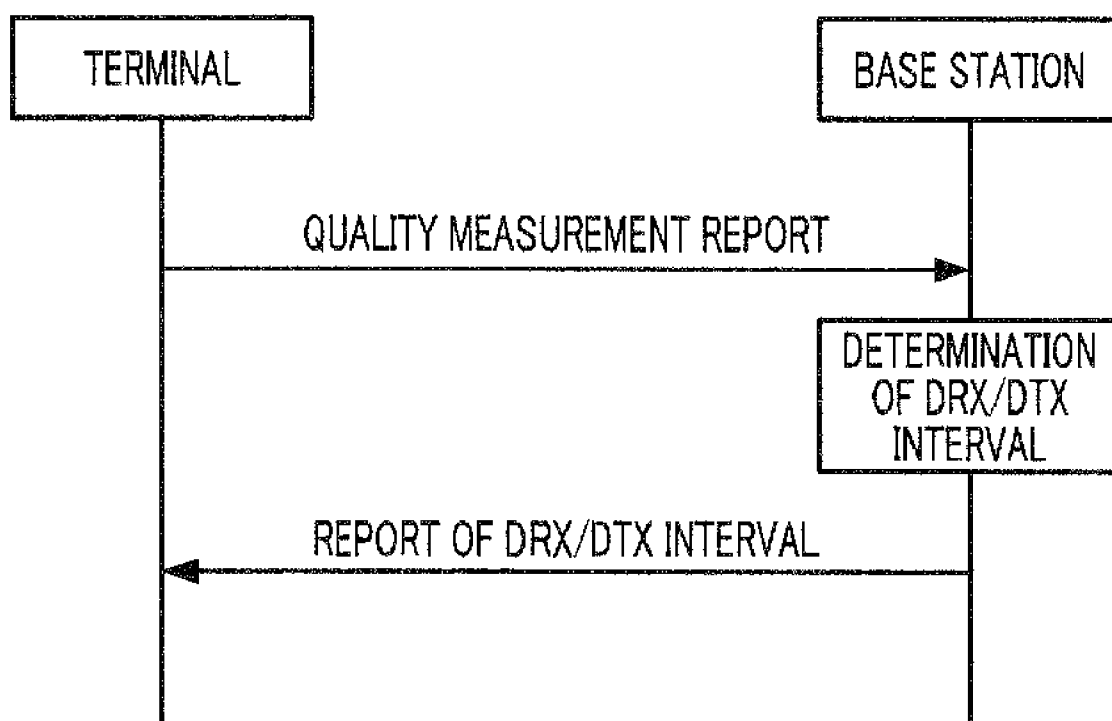 TERMINAL
BASE STATION
QUALITY MEASUREMENT REPORT
DETERMINATION
OF DRX/DTX
INTERVAL
REPORT OF DRX/DTX INTERVAL